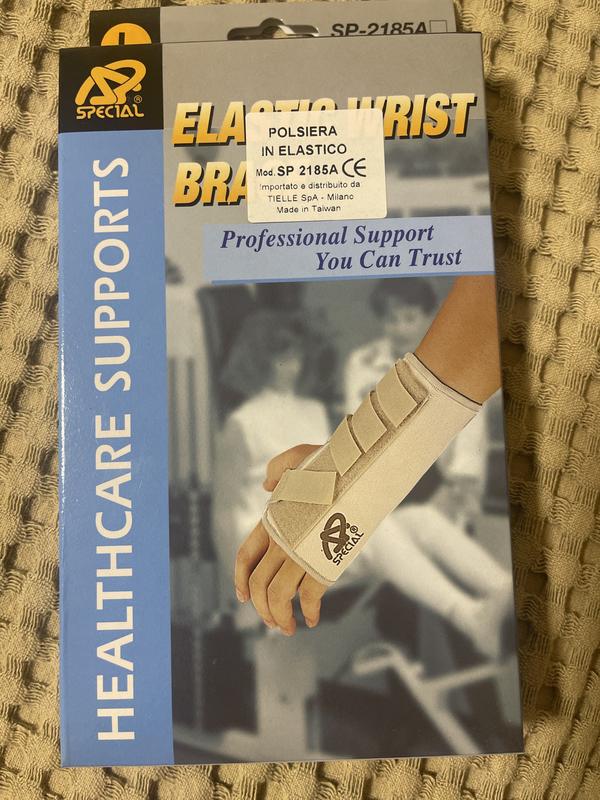 SP-2185A
L
SPECIAL®
ELASTIC WRIST
POLSIERA
IN ELASTICO
Mod. SP 2185A CE
Importato e distribuito da
TIELLE SpA - Milano
Made in Taiwan
Professional Support
You Can Trust
HEALTHCARE SUPPORTS
SPECIAL®